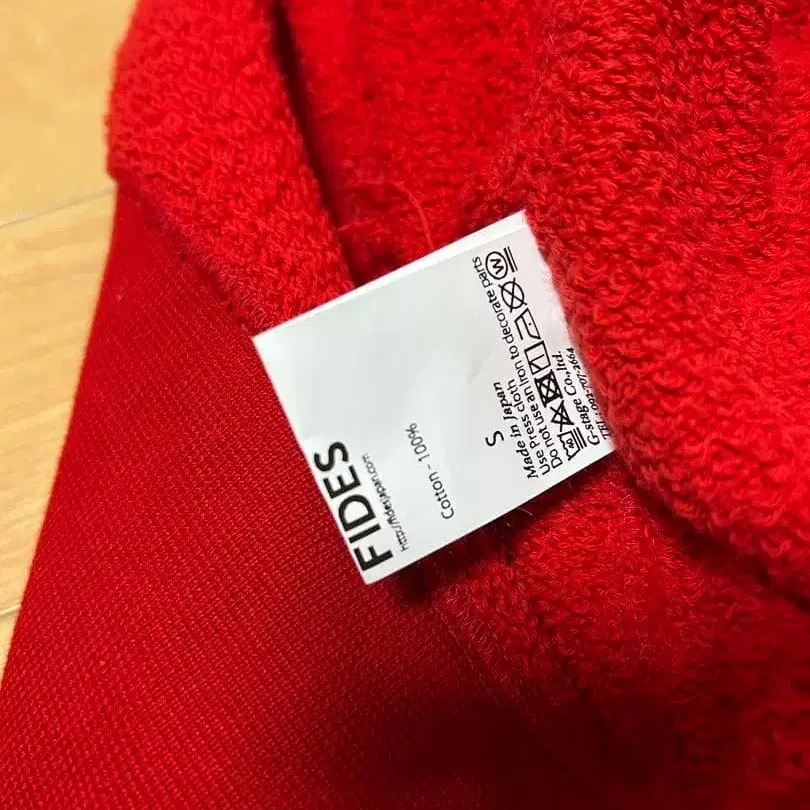 FIDES
http://fidesjapan.com
Cotton - 100%
S
Made in Japan
Use Press cloth
Do not use an iron to decorate parts
W
G-stage Co.,ltd.